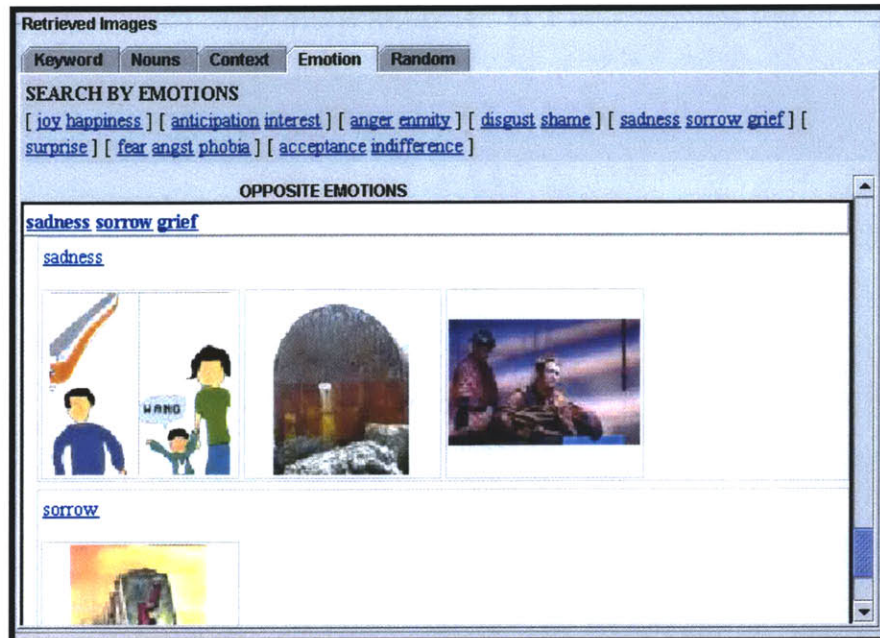 Retrieved Images
Keyword Nouns Context Emotion Random
SEARCH BY EMOTIONS
[ joy happiness ] [ anticipation interest ] [ anger enmity ] [ disgust shame ] [ sadness sorrow grief ] [
surprise ] [ fear angst phobia ] [ acceptance indifference ]
OPPOSITE EMOTIONS
sadness sorrow grief
sadness
WANG
sorrow